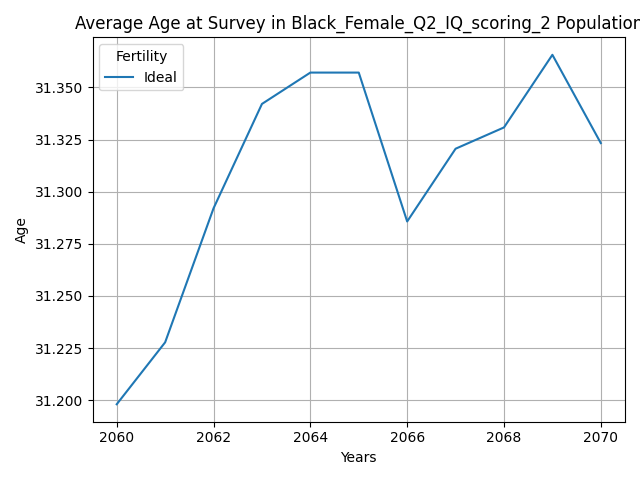 Average Age at Survey in Black_Female_Q2_IQ_scoring_2 Population
Fertility
Ideal
31.350
31.325
31.300
31.275
31.250
31.225
31.200
Age
2060
2062
2064
2066
2068
2070
Years